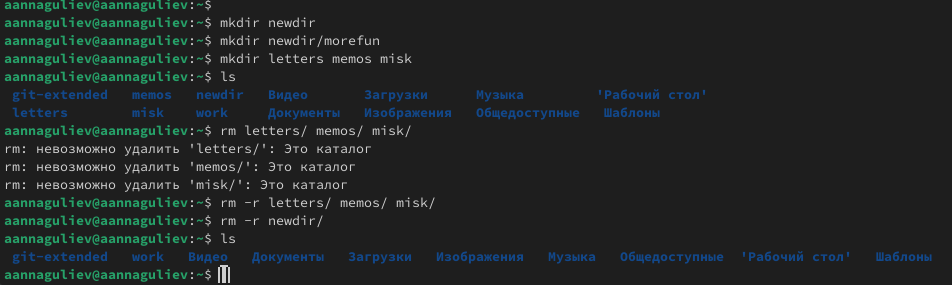 aannaguliev@aannaguliev:~$
aannaguliev@aannaguliev:~$ mkdir newdir
aannaguliev@aannaguliev:~$ mkdir newdir/morefun
aannaguliev@aannaguliev:~$ mkdir letters memos misk
aannaguliev@aannaguliev:~$ ls
git-extended memos newdir Видео Загрузки Музыка 'Рабочий стол'
letters misk work Документы Изображения Общедоступные Шаблоны
aannaguliev@aannaguliev:~$ rm letters/ memos/ misk/
rm: невозможно удалить 'letters/': Это каталог
rm: невозможно удалить 'memos/': Это каталог
rm: невозможно удалить 'misk/': Это каталог
aannaguliev@aannaguliev:~$ rm -r letters/ memos/ misk/
aannaguliev@aannaguliev:~$ rm -r newdir/
aannaguliev@aannaguliev:~$ ls
git-extended work Видео Документы Загрузки Изображения Музыка Общедоступные 'Рабочий стол' Шаблоны
aannaguliev@aannaguliev:~$